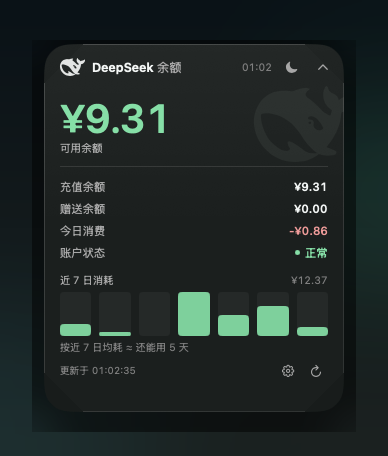 DeepSeek 余额 01:02
¥9.31
可用余额
充值余额 ¥9.31
赠送余额 ¥0.00
今日消费 -¥0.86
账户状态 正常
近 7 日消耗 ¥12.37
按近 7 日均耗 ≈ 还能用 5 天
更新于 01:02:35